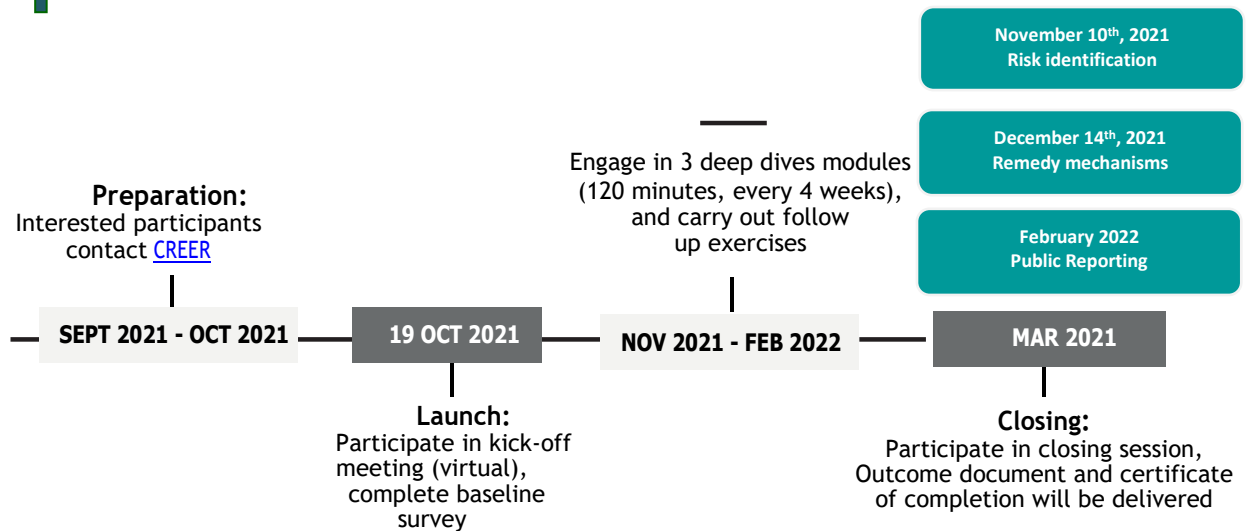 Preparation:
Interested participants
contact CREER
SEPT 2021 - OCT 2021
19 OCT 2021
Launch:
Participate in kick-off
meeting (virtual),
complete baseline
survey
Engage in 3 deep dives modules
(120 minutes, every 4 weeks),
and carry out follow
up exercises
NOV 2021 - FEB 2022
November 10th, 2021
Risk identification
December 14th, 2021
Remedy mechanisms
February 2022
Public Reporting
MAR 2021
Closing:
Participate in closing session,
Outcome document and certificate
of completion will be delivered